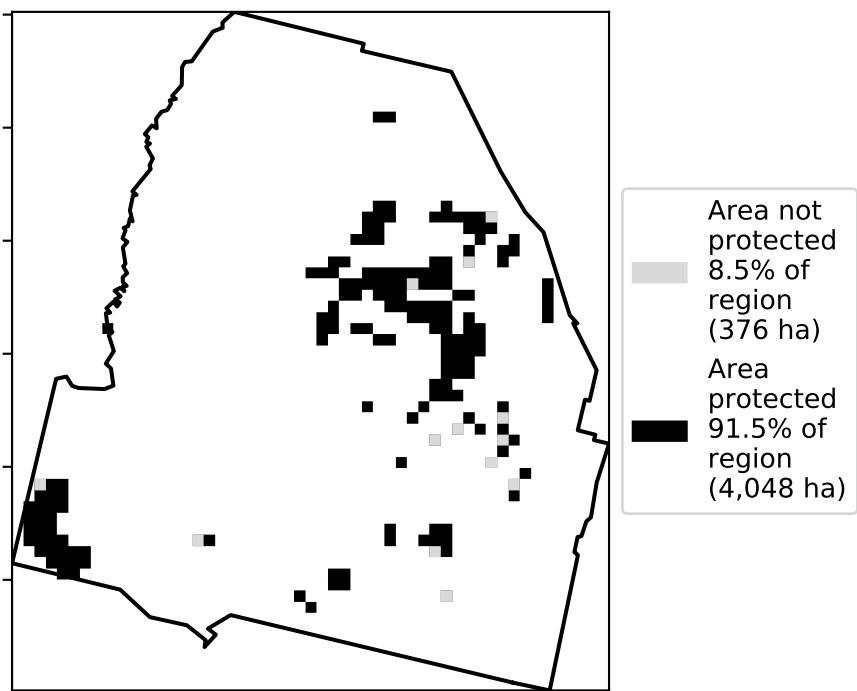 Area not
protected
8.5% of
region
(376 ha)
Area
protected
91.5% of
region
(4,048 ha)